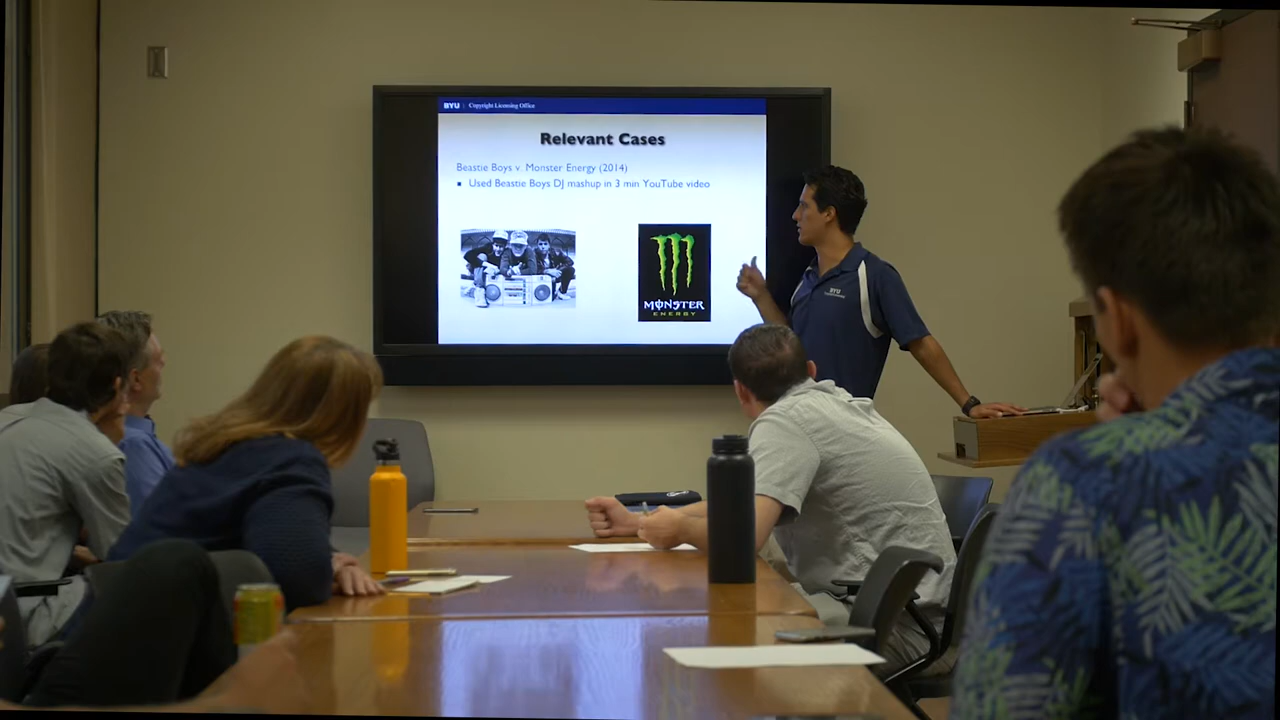 BYU Copyright Licensing Office
Relevant Cases
Beastie Boys v. Monster Energy (2014)
▪ Used Beastie Boys DJ mashup in 3 min YouTube video
MONSTER
ENERGY
BYU